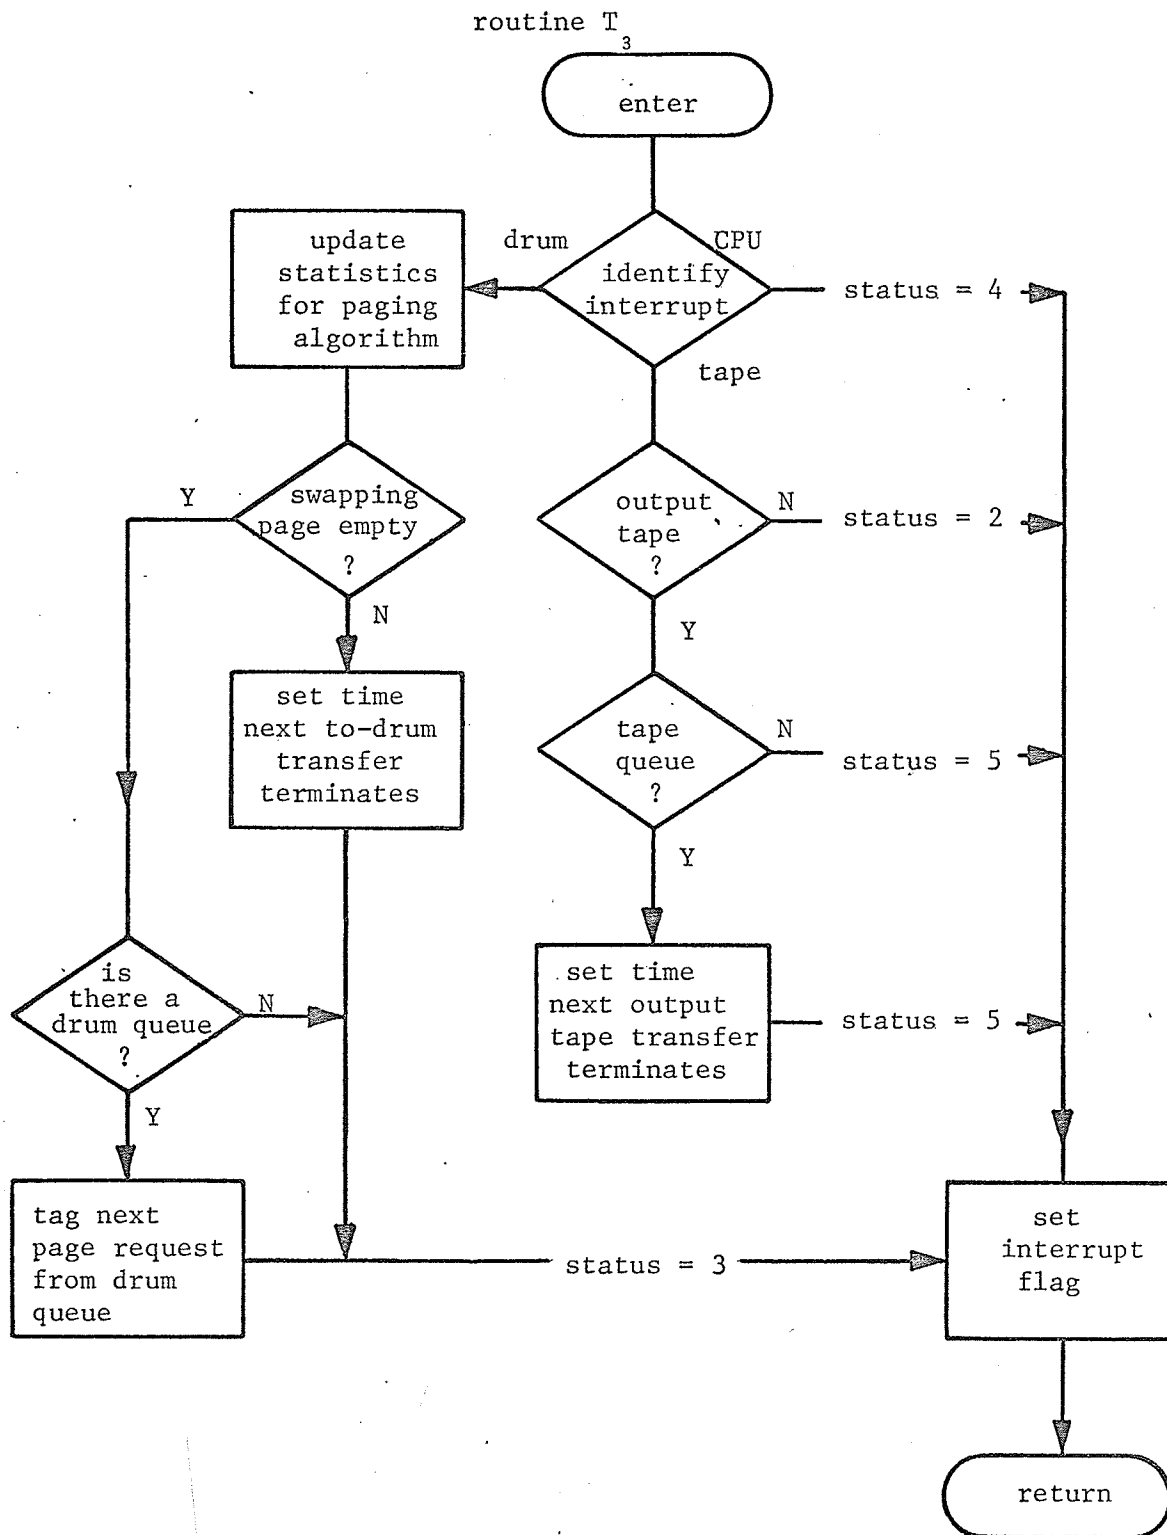 routine T3
enter
drum
CPU
identify
interrupt
tape
status = 4
update
statistics
for paging
algorithm
Y
swapping
page empty
?
N
output
tape
?
N
status = 2
Y
set time
next to-drum
transfer
terminates
tape
queue
?
N
status = 5
Y
is
there a
drum queue
?
N
Y
set time
next output
tape transfer
terminates
status = 5
tag next
page request
from drum
queue
status = 3
set
interrupt
flag
return